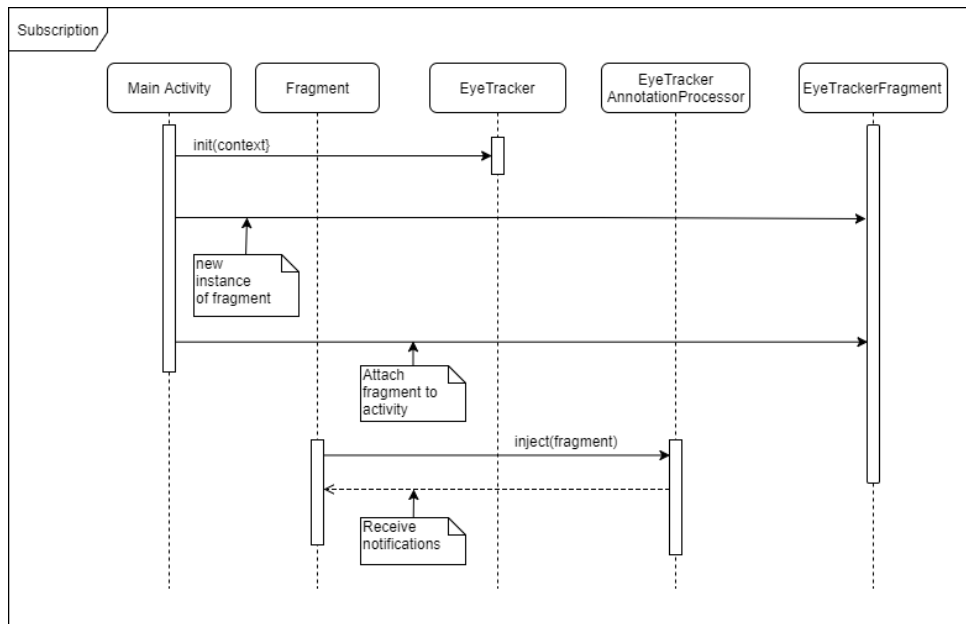 Subscription
Main Activity
Fragment
EyeTracker
EyeTracker
AnnotationProcessor
EyeTrackerFragment
init(context}
new
instance
of fragment
Attach
fragment to
activity
inject(fragment)
Receive
notifications